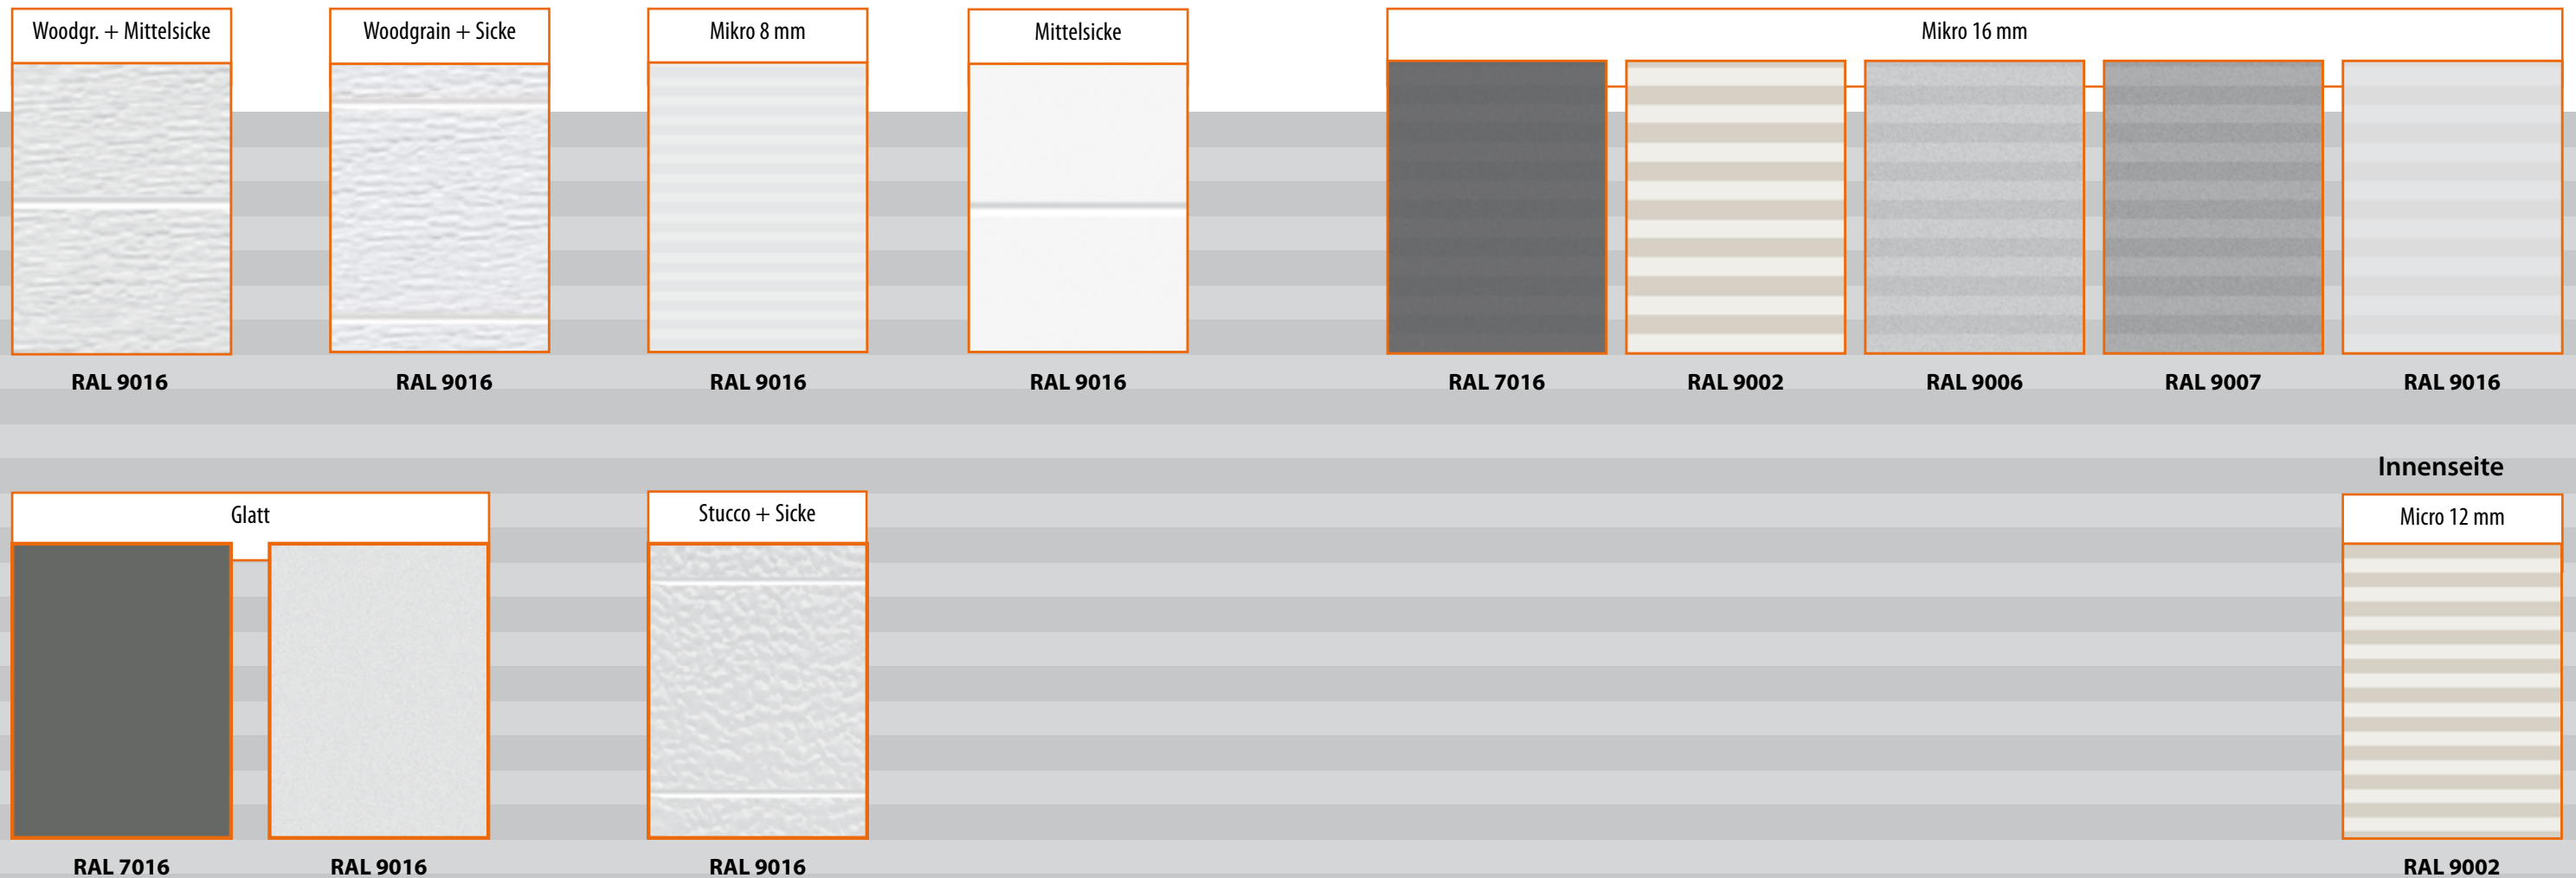 Woodgr. + Mittelsicke
Woodgrain + Sicke
Mikro 8 mm
Mittelsicke
Mikro 16 mm
RAL 9016
RAL 9016
RAL 9016
RAL 9016
RAL 7016
RAL 9002
RAL 9006
RAL 9007
RAL 9016
Innenseite
Glatt
Stucco + Sicke
Micro 12 mm
RAL 7016
RAL 9016
RAL 9016
RAL 9002